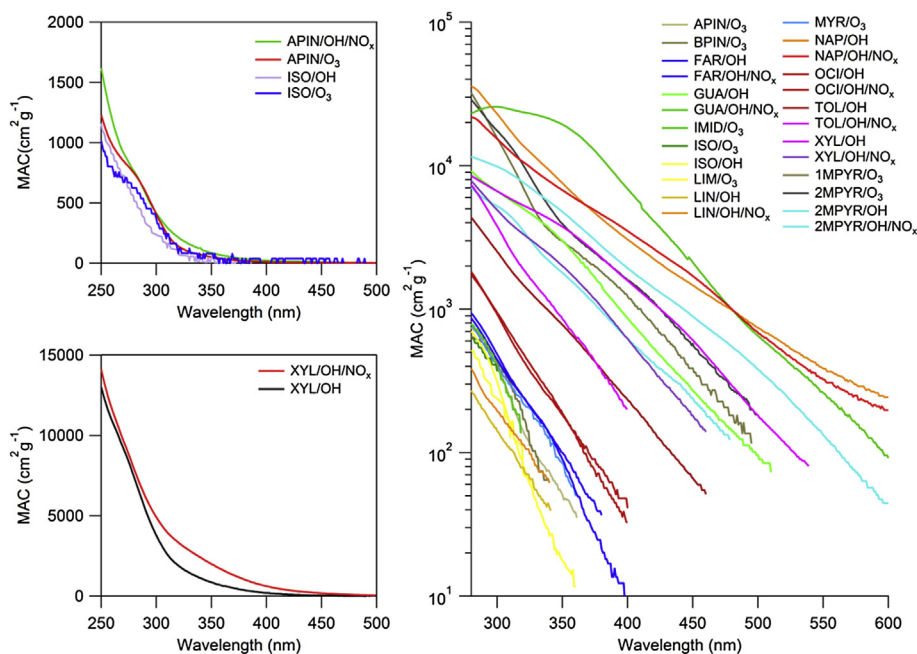 2000
1500
1000
500
0
MAC(cm²g⁻¹)
APIN/OH/NOₓ
APIN/O₃
ISO/OH
ISO/O₃
250 300 350 400 450 500
Wavelength (nm)
15000
10000
5000
0
MAC (cm²g⁻¹)
XYL/OH/NOₓ
XYL/OH
250 300 350 400 450 500
Wavelength (nm)
10⁵
10⁴
10³
10²
10¹
MAC (cm²g⁻¹)
APIN/O₃
BPIN/O₃
FAR/OH
FAR/OH/NOₓ
GUA/OH
GUA/OH/NOₓ
IMID/O₃
ISO/O₃
ISO/OH
LIM/O₃
LIN/OH
LIN/OH/NOₓ
MYR/O₃
NAP/OH
NAP/OH/NOₓ
OCI/OH
OCI/OH/NOₓ
TOL/OH
TOL/OH/NOₓ
XYL/OH
XYL/OH/NOₓ
1MPYR/O₃
2MPYR/O₃
2MPYR/OH
2MPYR/OH/NOₓ
300 350 400 450 500 550 600
Wavelength (nm)